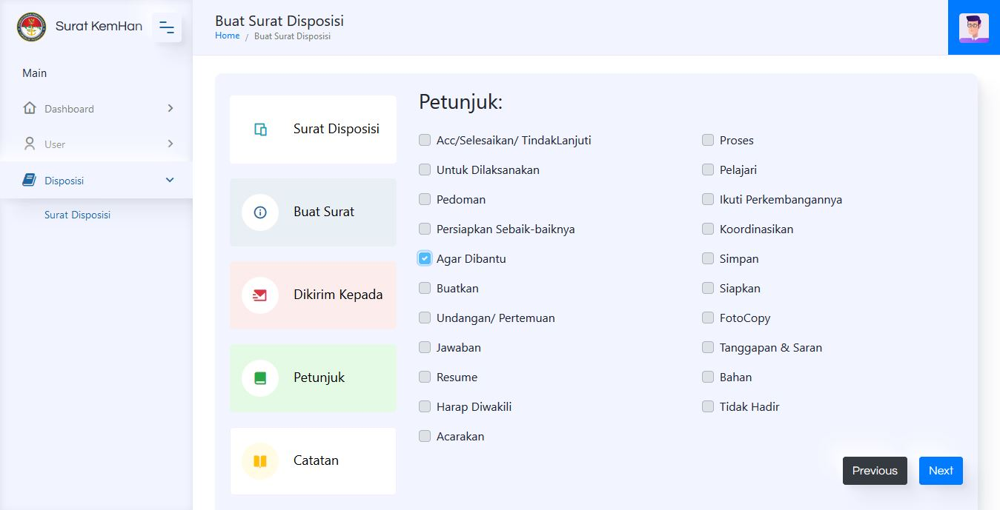 Surat KemHan
Main
Dashboard
User
Disposisi
Surat Disposisi
Buat Surat Disposisi
Home / Buat Surat Disposisi
Surat Disposisi
Buat Surat
Dikirim Kepada
Petunjuk
Catatan
Petunjuk:
Acc/Selesaikan/ TindakLanjuti
Untuk Dilaksanakan
Pedoman
Persiapkan Sebaik-baiknya
Agar Dibantu
Buatkan
Undangan/ Pertemuan
Jawaban
Resume
Harap Diwakili
Acarakan
Proses
Pelajari
Ikuti Perkembangannya
Koordinasikan
Simpan
Siapkan
FotoCopy
Tanggapan & Saran
Bahan
Tidak Hadir
Previous
Next